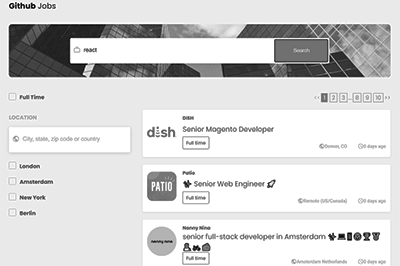 Github Jobs
react
Search
Full Time
‹‹ 1 2 3 ... 8 9 10 ››
LOCATION
City, state, zip code or country
London
Amsterdam
New York
Berlin
dish
DISH
Senior Magento Developer
Full time
Denver, CO
0 days ago
PATIO
Patio
Senior Web Engineer
Full time
Remote (US/Canada)
0 days ago
nanny nina
Nanny Nina
senior full-stack developer in Amsterdam
Full time
Amsterdam Netherlands
0 days ago